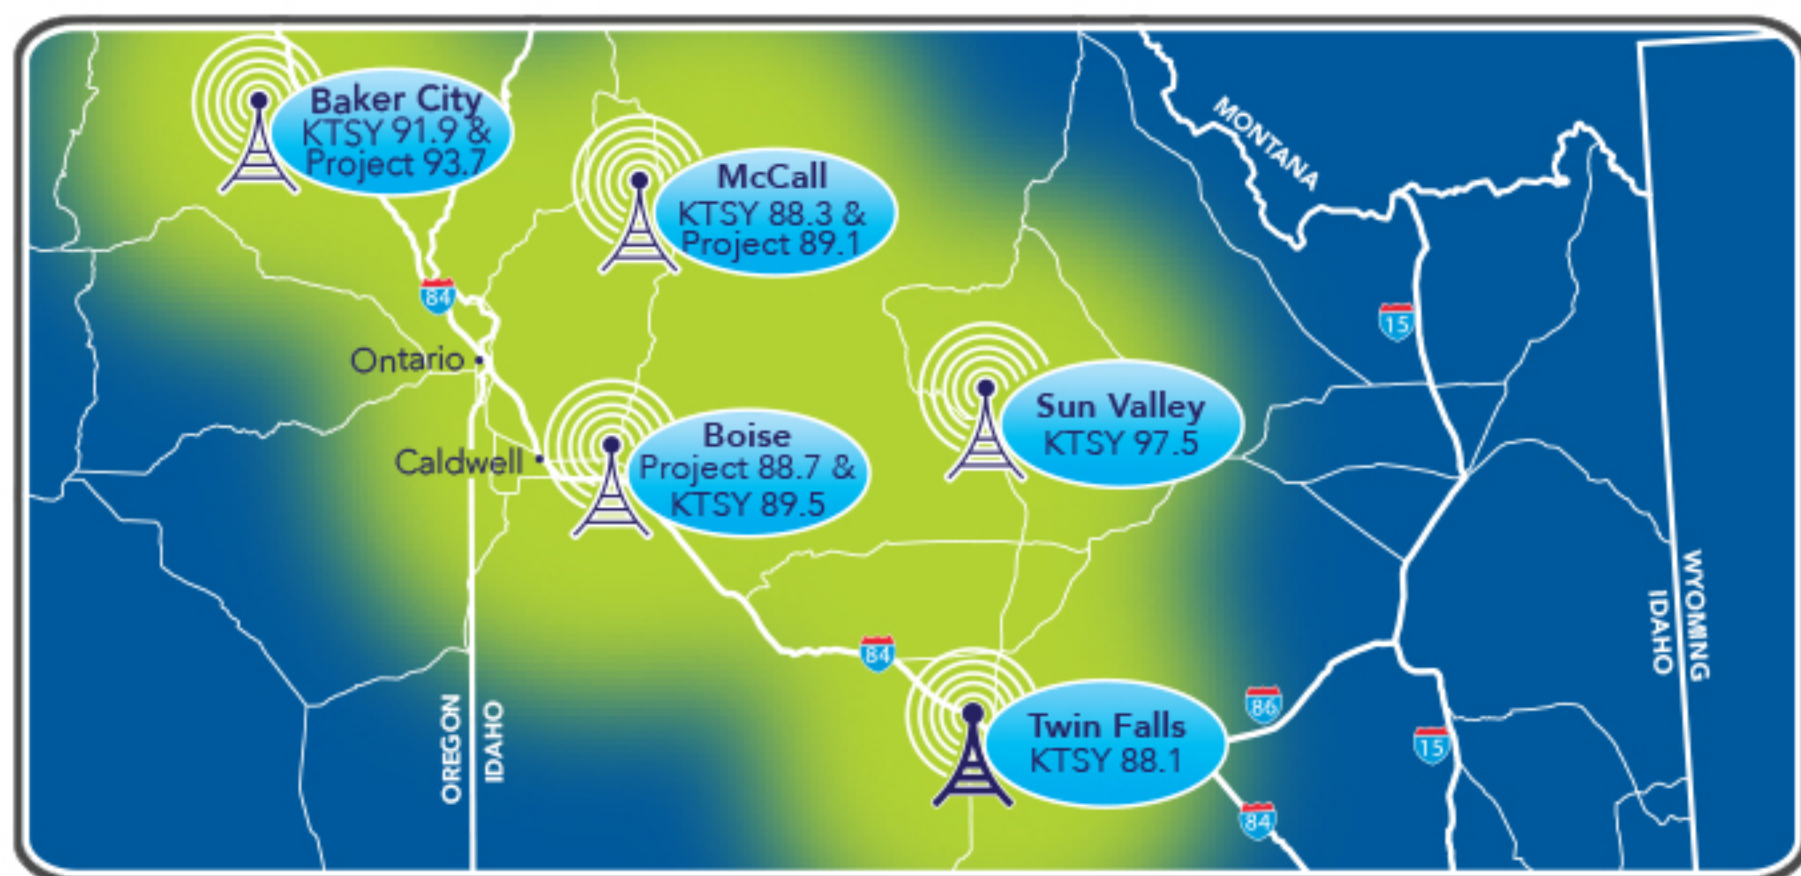 Baker City
KTSY 91.9 &
Project 93.7
McCall
KTSY 88.3 &
Project 89.1
MONTANA
84
15
Ontario
Sun Valley
KTSY 97.5
Caldwell
Boise
Project 88.7 &
KTSY 89.5
WYOMING
IDAHO
84
OREGON
IDAHO
Twin Falls
KTSY 88.1
86
15
84